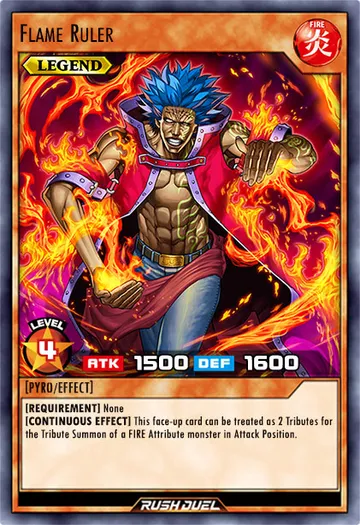 FLAME RULER
FIRE
炎
LEGEND
LEVEL
4
ATK 1500 DEF 1600
[PYRO/EFFECT]
[REQUIREMENT] None
[CONTINUOUS EFFECT] This face-up card can be treated as 2 Tributes for
the Tribute Summon of a FIRE Attribute monster in Attack Position.
RUSH DUEL